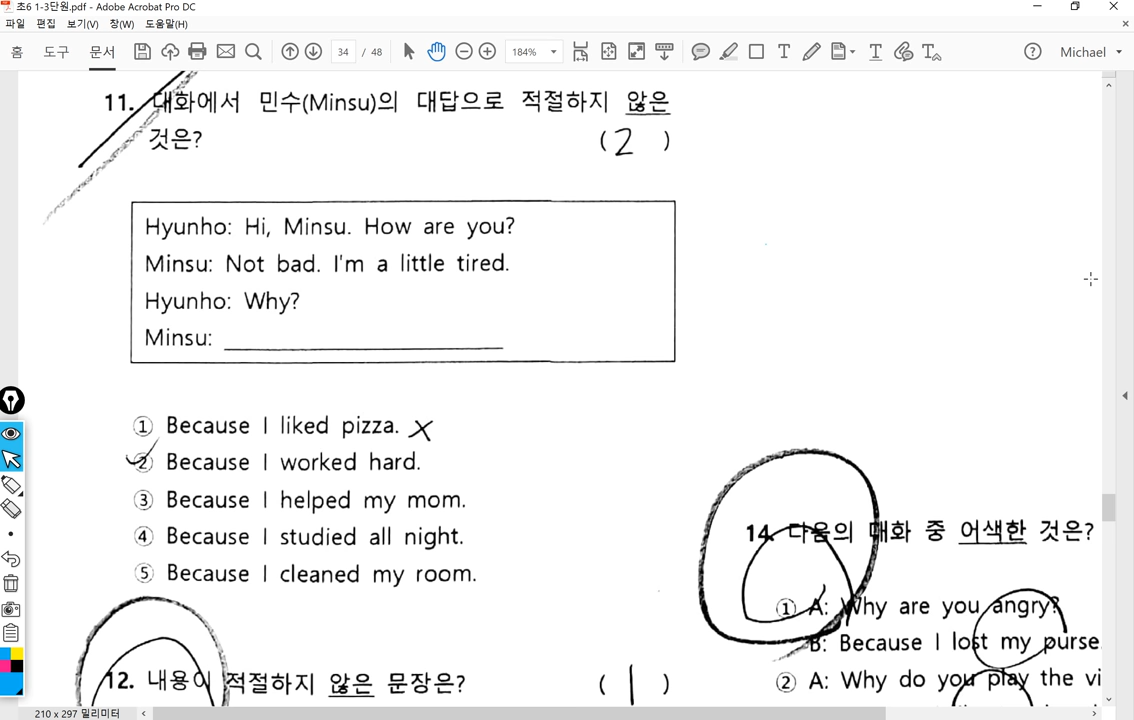 초6 1-3단원.pdf - Adobe Acrobat Pro DC
파일 편집 보기(V) 창(W) 도움말(H)
홈 도구 문서 34 / 48 184% Michael
11. 대화에서 민수(Minsu)의 대답으로 적절하지 않은
것은? ( 2 )
Hyunho: Hi, Minsu. How are you?
Minsu: Not bad. I'm a little tired.
Hyunho: Why?
Minsu:
① Because I liked pizza. X
② Because I worked hard.
③ Because I helped my mom.
④ Because I studied all night.
⑤ Because I cleaned my room.
12. 내용이 적절하지 않은 문장은? ( 1 )
14. 다음의 대화 중 어색한 것은?
① A: Why are you angry?
B: Because I lost my purse.
② A: Why do you play the vi
210 x 297 밀리미터